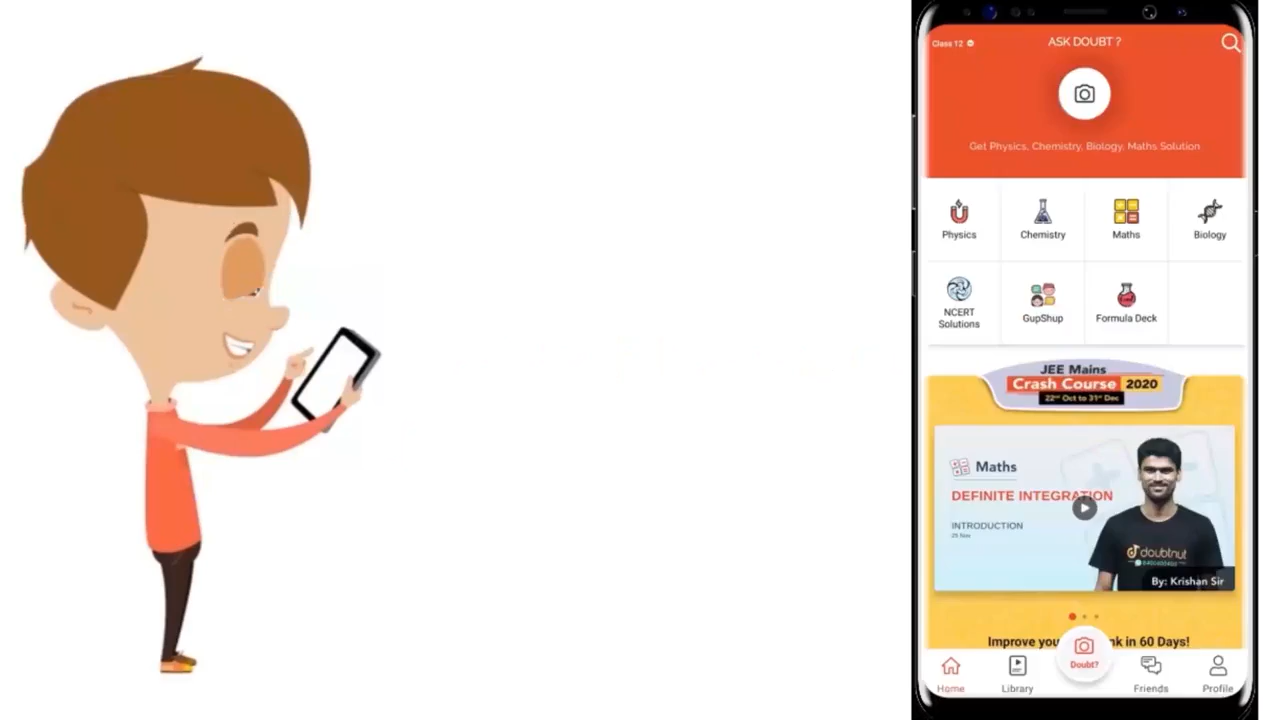 Class 12
ASK DOUBT ?
Get Physics, Chemistry, Biology, Maths Solution
Physics
Chemistry
Maths
Biology
NCERT
Solutions
GupShup
Formula Deck
JEE Mains
Crash Course 2020
22nd Oct to 31st Dec
Maths
DEFINITE INTEGRATION
INTRODUCTION
doubtnut
By: Krishan Sir
Improve you nk in 60 Days!
Doubt?
Home
Library
Friends
Profile